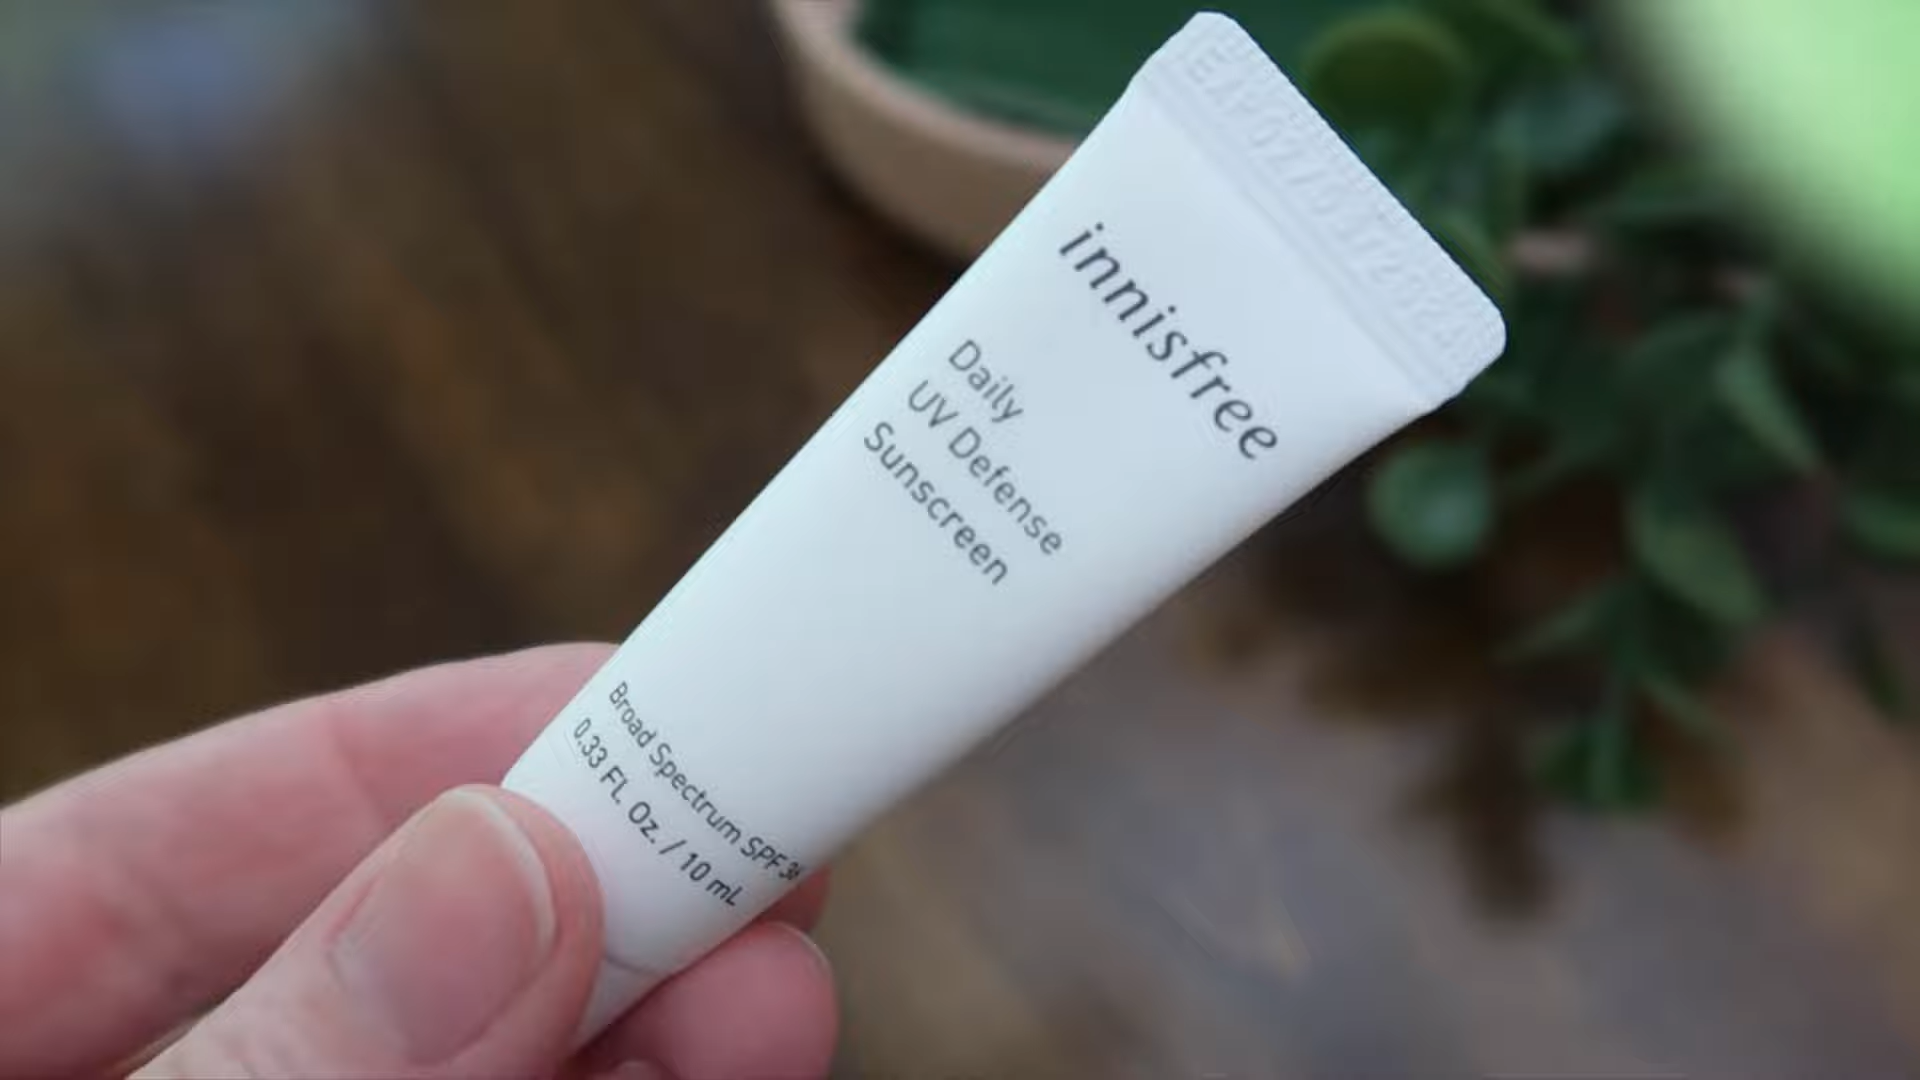 innisfree
Daily
UV Defense
Sunscreen
Broad Spectrum SPF
0.33 Fl. Oz. / 10 mL